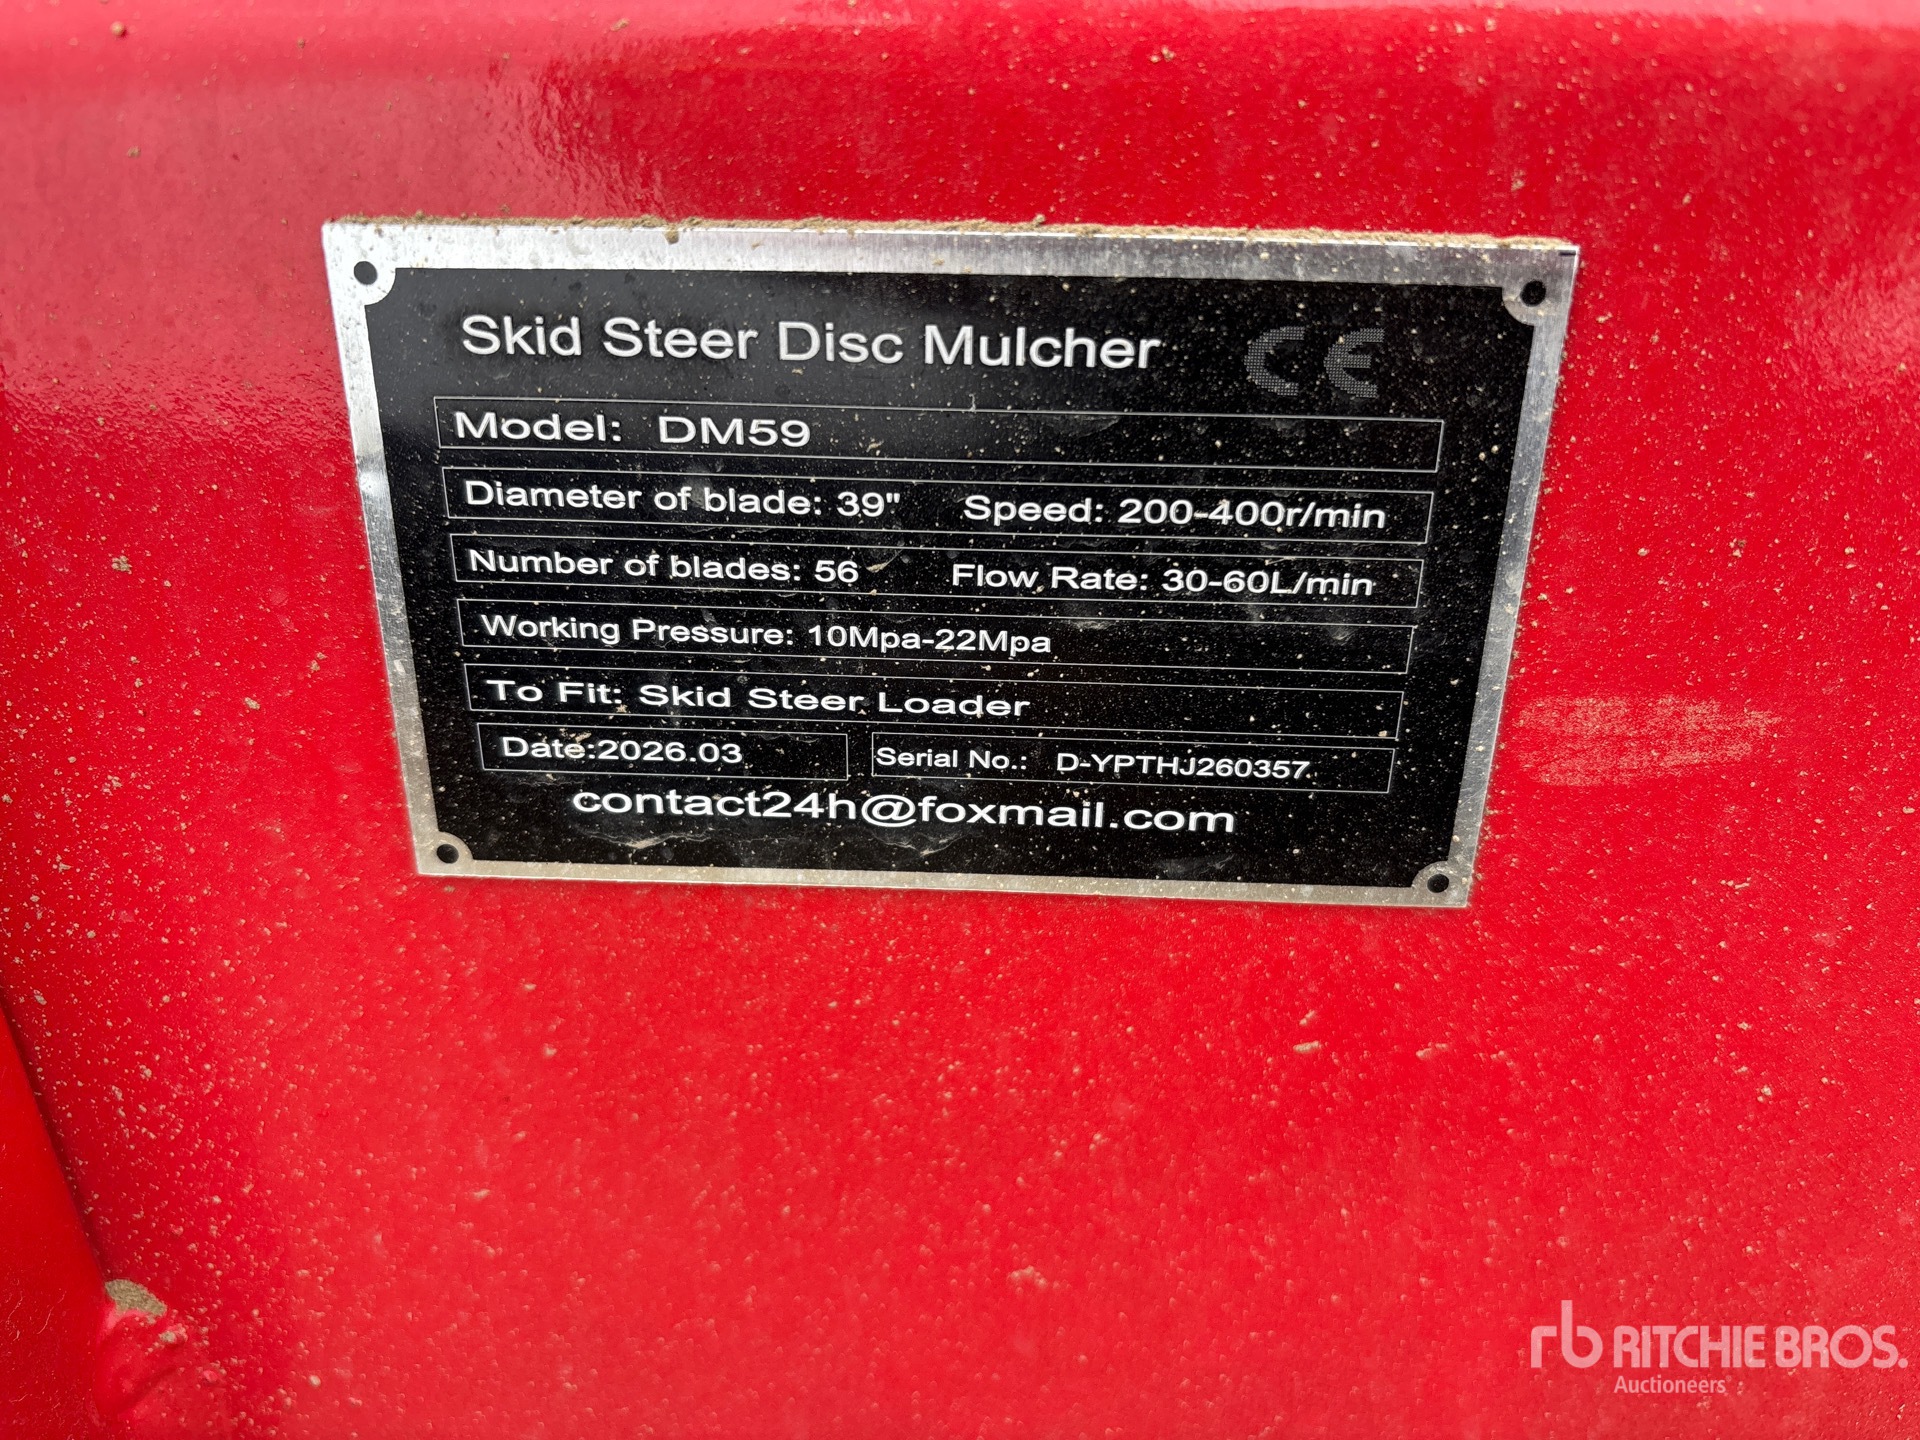 Skid Steer Disc Mulcher CE
Model: DM59
Diameter of blade: 39" Speed: 200-400r/min
Number of blades: 56 Flow Rate: 30-60L/min
Working Pressure: 10Mpa-22Mpa
To Fit: Skid Steer Loader
Date:2026.03 Serial No.: D-YPTHJ260357
contact24h@foxmail.com
rb RITCHIE BROS.
Auctioneers